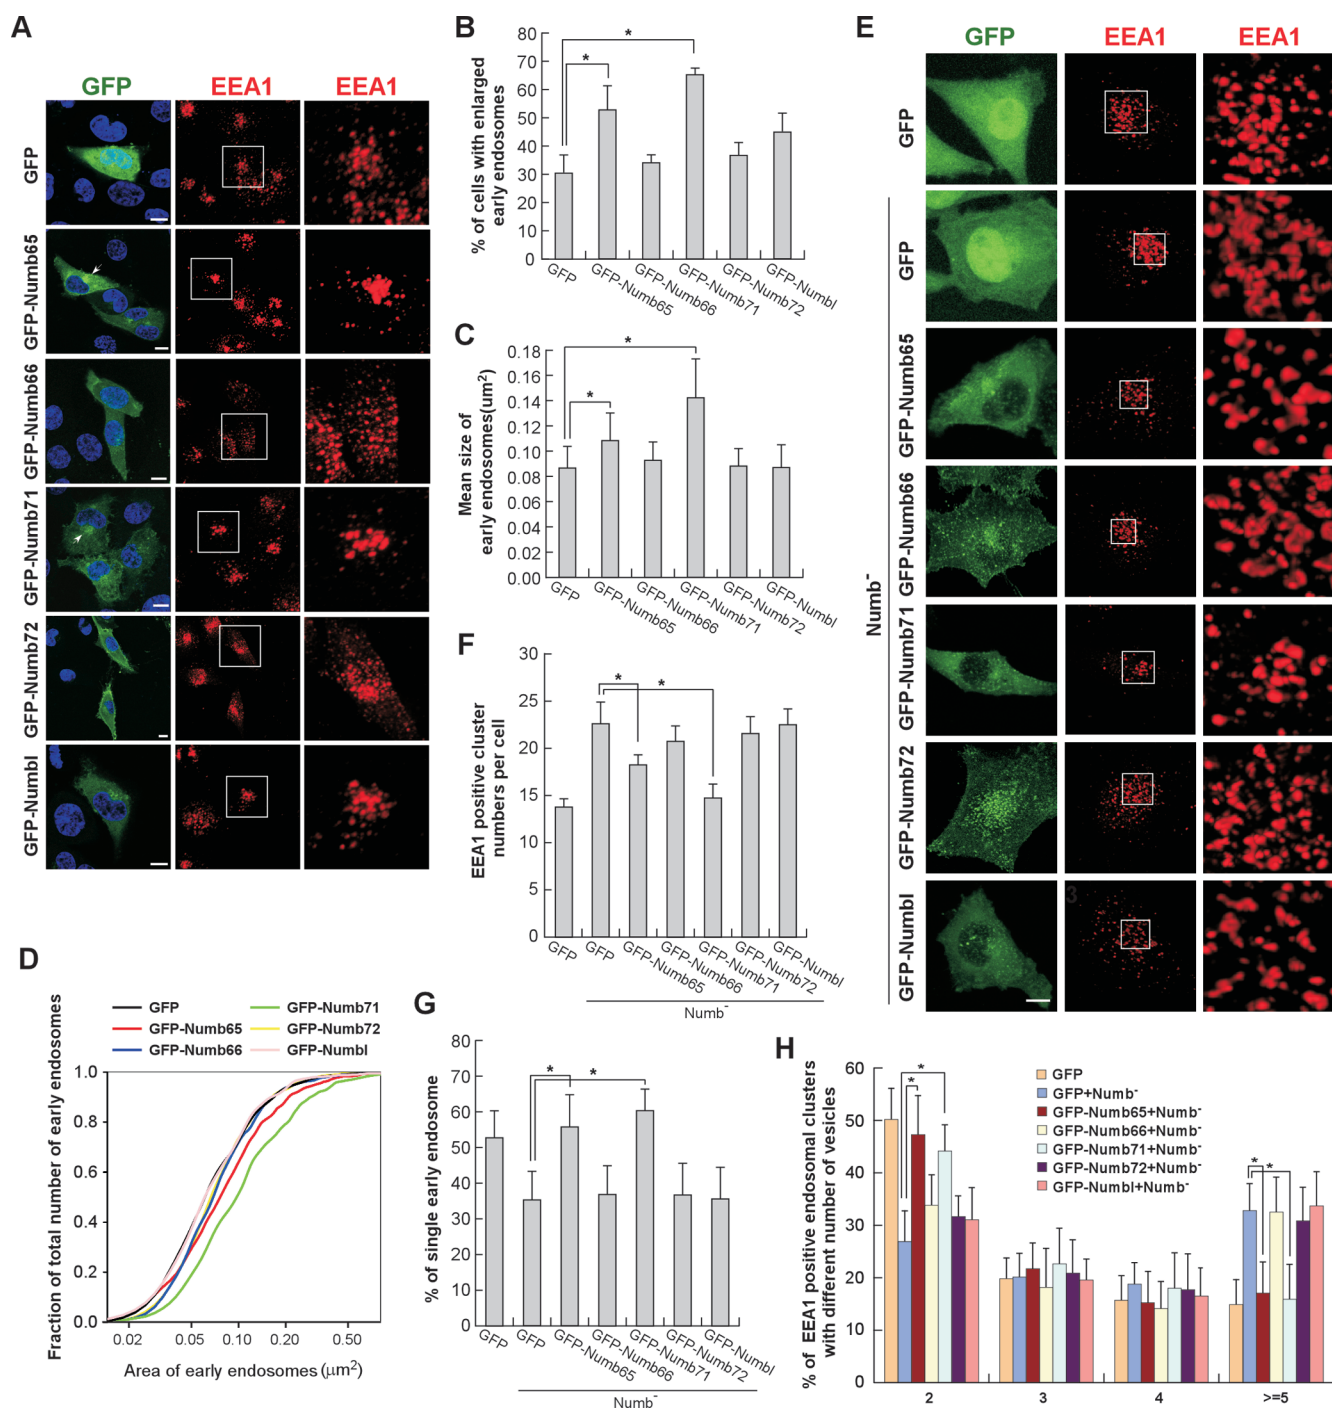 A
GFP
EEA1
EEA1
GFP
GFP-Numb65
GFP-Numb66
GFP-Numb71
GFP-Numb72
GFP-Numbl
B
% of cells with enlarged
early endosomes
80
70
60
50
40
30
20
10
0
*
*
GFP
GFP-Numb65
GFP-Numb66
GFP-Numb71
GFP-Numb72
GFP-Numbl
C
Mean size of
early endosomes(um²)
0.18
0.16
0.14
0.12
0.10
0.08
0.06
0.04
0.02
0.00
*
*
GFP
GFP-Numb65
GFP-Numb66
GFP-Numb71
GFP-Numb72
GFP-Numbl
D
Fraction of total number of early endosomes
GFP
GFP-Numb65
GFP-Numb66
GFP-Numb71
GFP-Numb72
GFP-Numbl
1.0
0.8
0.6
0.4
0.2
0.0
0.02
0.05
0.10
0.20
0.50
Area of early endosomes (μm²)
E
GFP
EEA1
EEA1
GFP
Numb⁻
GFP
GFP-Numb65
GFP-Numb66
GFP-Numb71
GFP-Numb72
GFP-Numbl
3
F
EEA1 positive cluster
numbers per cell
30
25
20
15
10
5
0
*
*
GFP
GFP
GFP-Numb65
GFP-Numb66
GFP-Numb71
GFP-Numb72
GFP-Numbl
Numb⁻
G
% of single early endosome
80
70
60
50
40
30
20
10
0
*
*
GFP
GFP
GFP-Numb65
GFP-Numb66
GFP-Numb71
GFP-Numb72
GFP-Numbl
Numb⁻
H
% of EEA1 positive endosomal clusters
with different number of vesicles
60
50
40
30
20
10
0
*
*
*
*
GFP
GFP+Numb⁻
GFP-Numb65+Numb⁻
GFP-Numb66+Numb⁻
GFP-Numb71+Numb⁻
GFP-Numb72+Numb⁻
GFP-Numbl+Numb⁻
2
3
4
>=5